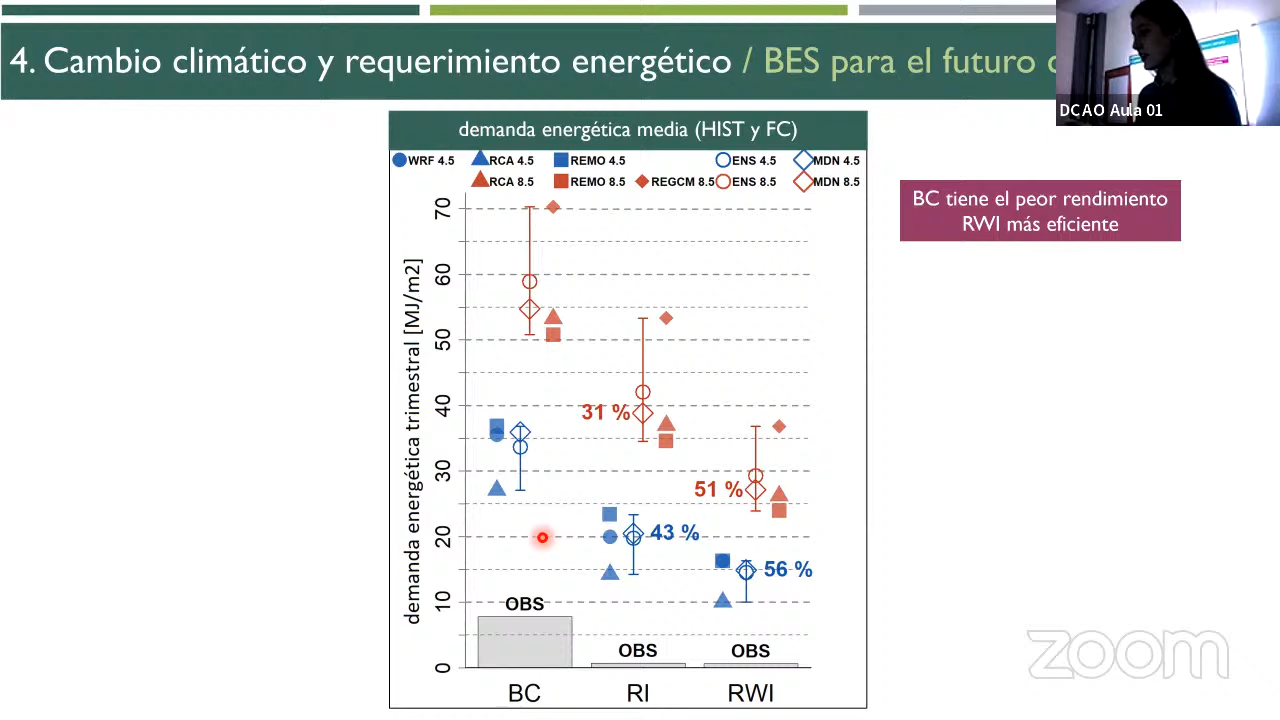 4. Cambio climático y requerimiento energético / BES para el futuro
DCAO Aula 01
demanda energética media (HIST y FC)
WRF 4.5 RCA 4.5 REMO 4.5 ENS 4.5 MDN 4.5
RCA 8.5 REMO 8.5 REGCM 8.5 ENS 8.5 MDN 8.5
BC tiene el peor rendimiento
RWI más eficiente
demanda energética trimestral [MJ/m2]
70
60
50
40
30
20
10
0
31 %
51 %
43 %
56 %
OBS
OBS
OBS
BC RI RWI
zoom